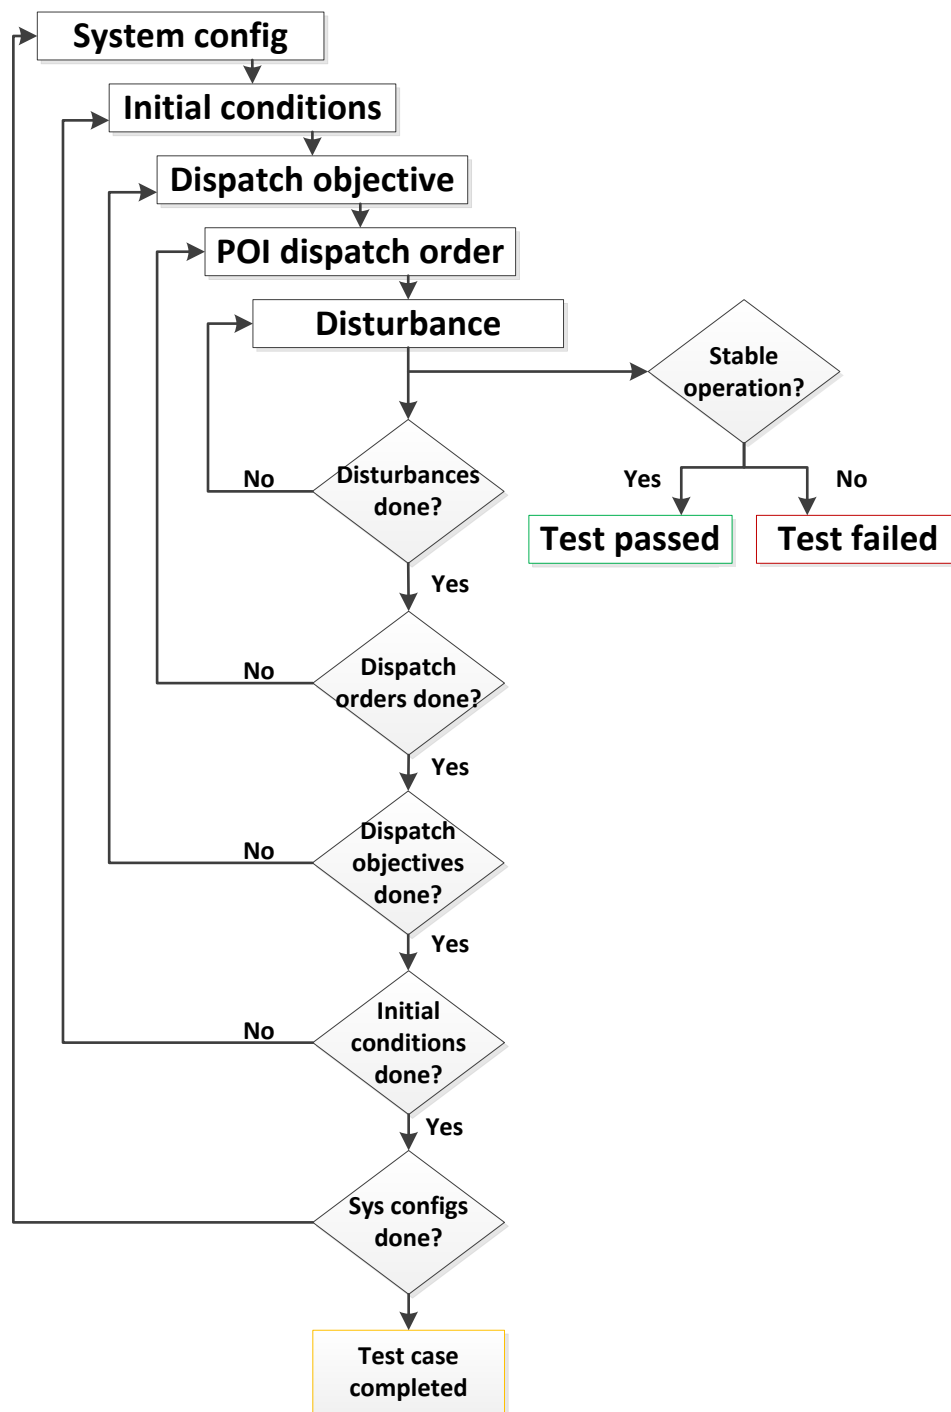 System config
Initial conditions
Dispatch objective
POI dispatch order
Disturbance
Stable
operation?
Yes
No
Test passed
Test failed
No
Disturbances
done?
Yes
No
Dispatch
orders done?
Yes
No
Dispatch
objectives
done?
Yes
No
Initial
conditions
done?
Yes
Sys configs
done?
Test case
completed